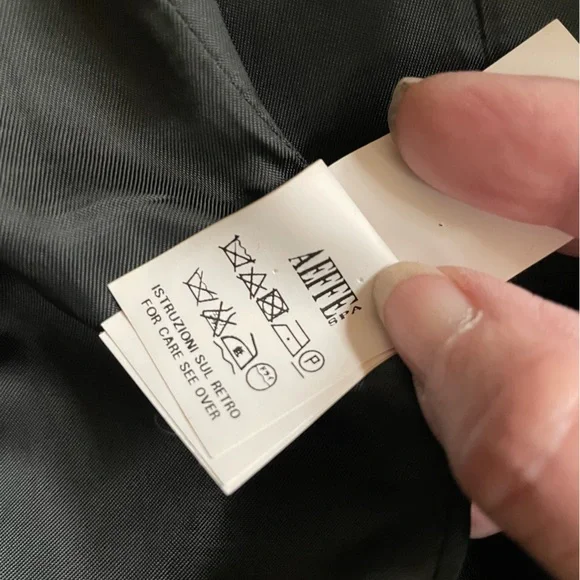 AEFFE
P
ISTRUZIONI SUL RETRO
FOR CARE SEE OVER